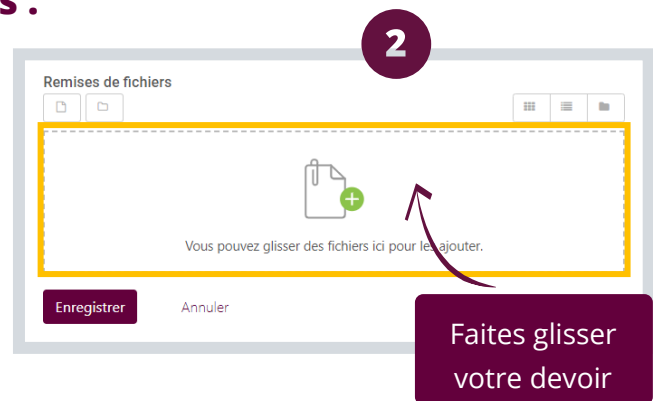 s :
2
Remises de fichiers
Vous pouvez glisser des fichiers ici pour les ajouter.
Enregistrer Annuler
Faites glisser
votre devoir